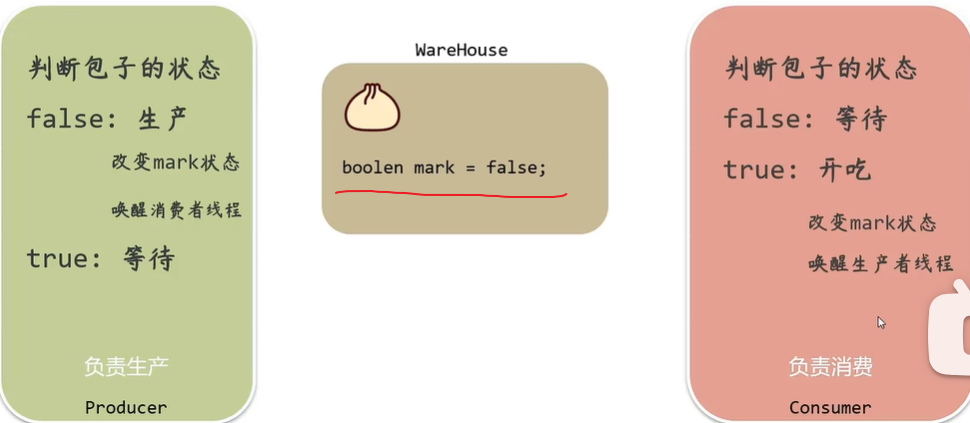 判断包子的状态
false: 生产
改变mark状态
唤醒消费者线程
true: 等待
负责生产
Producer
WareHouse
boolen mark = false;
判断包子的状态
false: 等待
true: 开吃
改变mark状态
唤醒生产者线程
负责消费
Consumer